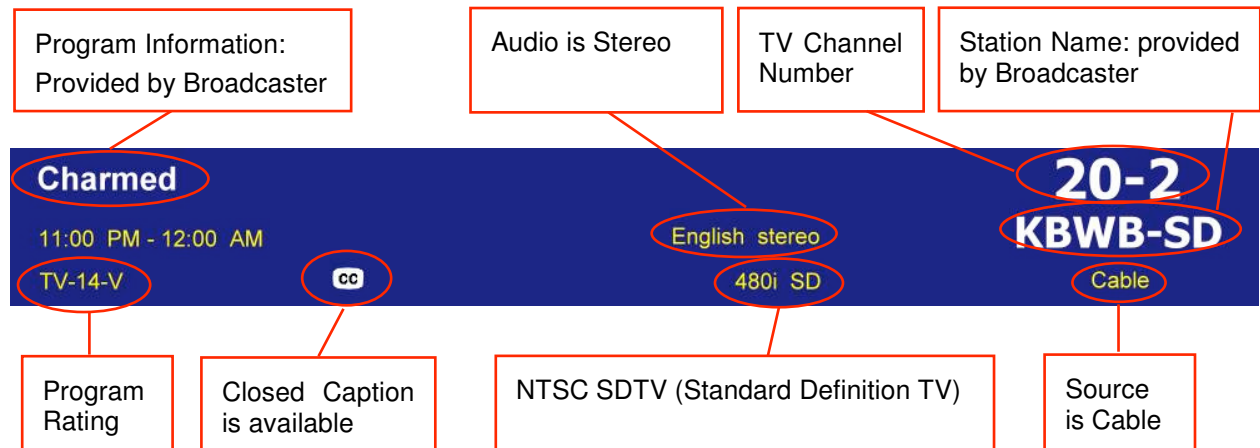 Program Information:
Provided by Broadcaster
Audio is Stereo
TV Channel
Number
Station Name: provided
by Broadcaster
Charmed
20-2
11:00 PM - 12:00 AM
English stereo
KBWB-SD
TV-14-V
CC
480i SD
Cable
Program
Rating
Closed Caption
is available
NTSC SDTV (Standard Definition TV)
Source
is Cable